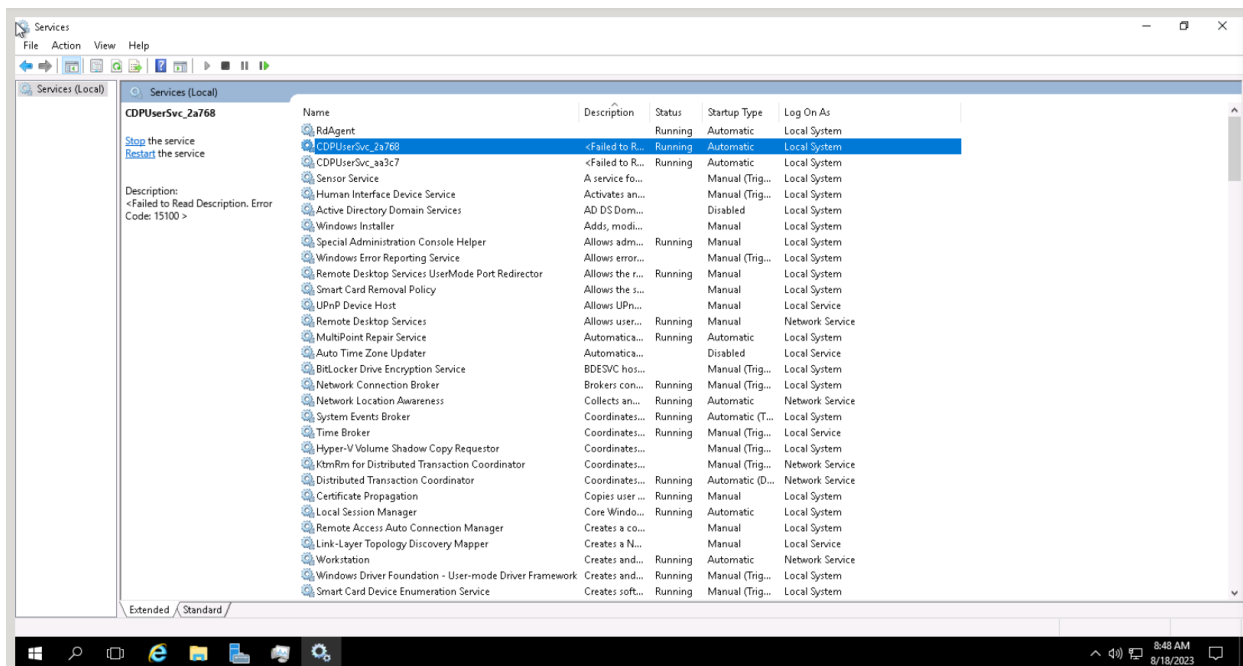 Services
File Action View Help
Services (Local)
Services (Local)
CDPUserSvc_2a768
Stop the service
Restart the service
Description:
<Failed to Read Description. Error
Code: 15100 >
Name Description Status Startup Type Log On As
RdAgent Running Automatic Local System
CDPUserSvc_2a768 <Failed to R... Running Automatic Local System
CDPUserSvc_aa3c7 <Failed to R... Running Automatic Local System
Sensor Service A service fo... Manual (Trig... Local System
Human Interface Device Service Activates an... Manual (Trig... Local System
Active Directory Domain Services AD DS Dom... Disabled Local System
Windows Installer Adds, modi... Manual Local System
Special Administration Console Helper Allows adm... Running Manual Local System
Windows Error Reporting Service Allows error... Manual (Trig... Local System
Remote Desktop Services UserMode Port Redirector Allows the r... Running Manual Local System
Smart Card Removal Policy Allows the s... Manual Local System
UPnP Device Host Allows UPn... Manual Local Service
Remote Desktop Services Allows user... Running Manual Network Service
MultiPoint Repair Service Automatica... Running Automatic Local System
Auto Time Zone Updater Automatica... Disabled Local Service
BitLocker Drive Encryption Service BDESVC hos... Manual (Trig... Local System
Network Connection Broker Brokers con... Running Manual (Trig... Local System
Network Location Awareness Collects an... Running Automatic Network Service
System Events Broker Coordinates... Running Automatic (T... Local System
Time Broker Coordinates... Running Manual (Trig... Local Service
Hyper-V Volume Shadow Copy Requestor Coordinates... Manual (Trig... Local System
KtmRm for Distributed Transaction Coordinator Coordinates... Manual (Trig... Network Service
Distributed Transaction Coordinator Coordinates... Running Automatic (D... Network Service
Certificate Propagation Copies user ... Running Manual Local System
Local Session Manager Core Windo... Running Automatic Local System
Remote Access Auto Connection Manager Creates a co... Manual Local System
Link-Layer Topology Discovery Mapper Creates a N... Manual Local Service
Workstation Creates and... Running Automatic Network Service
Windows Driver Foundation - User-mode Driver Framework Creates and... Running Manual (Trig... Local System
Smart Card Device Enumeration Service Creates soft... Running Manual (Trig... Local System
Extended Standard
8:48 AM
8/18/2023